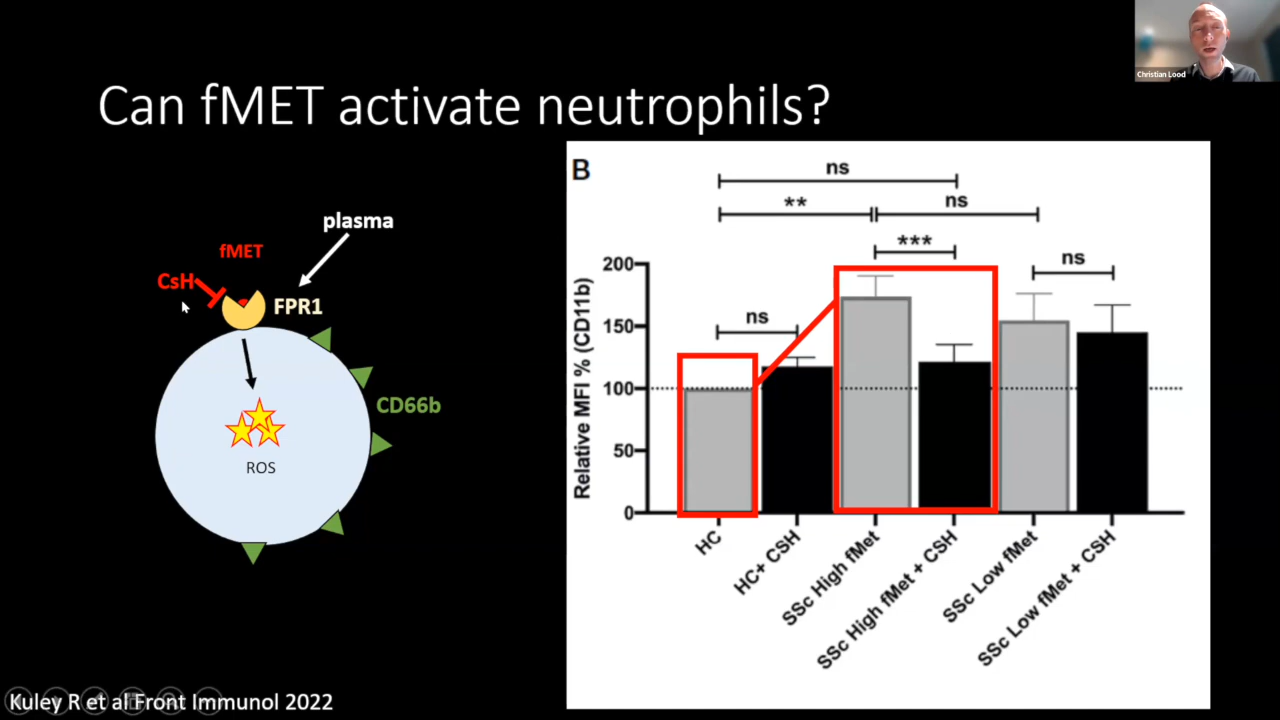 Christian Lood
Can fMET activate neutrophils?
plasma
fMET
CsH
FPR1
CD66b
ROS
B
ns
**
ns
***
ns
ns
Relative MFI % (CD11b)
200
150
100
50
0
HC
HC+ CSH
SSc High fMet
SSc High fMet + CSH
SSc Low fMet
SSc Low fMet + CSH
Kuley R et al Front Immunol 2022